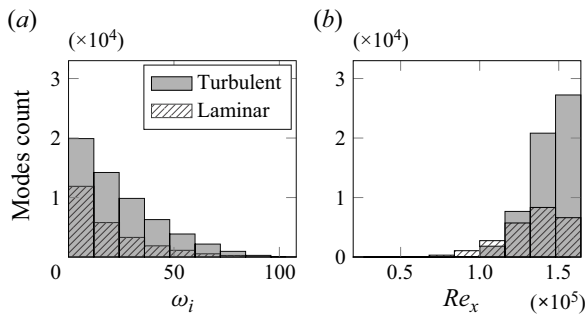 (a)
(×10⁴)
3
2
1
0
Modes count
Turbulent
Laminar
50
100
ωᵢ
(b)
(×10⁴)
3
2
1
0
0.5
1.0
1.5
Reₓ
(×10⁵)